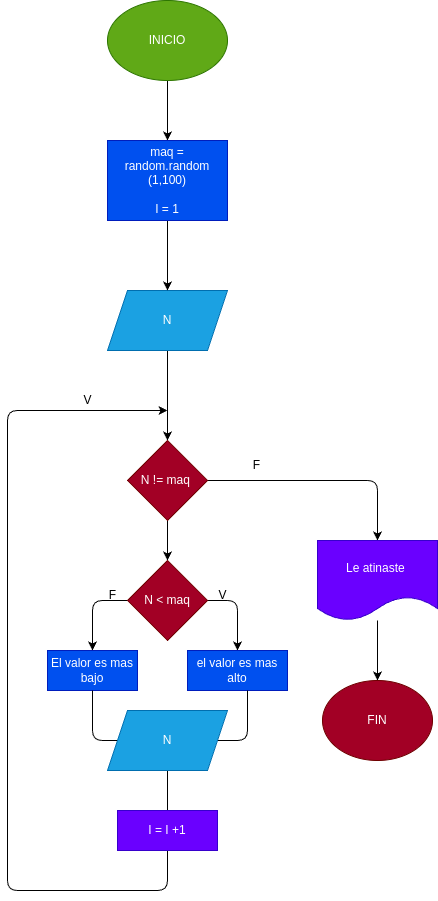 INICIO
maq =
random.random
(1,100)
I = 1
N
V
N != maq
F
Le atinaste
N < maq
F
V
El valor es mas
bajo
el valor es mas
alto
FIN
N
I = I +1